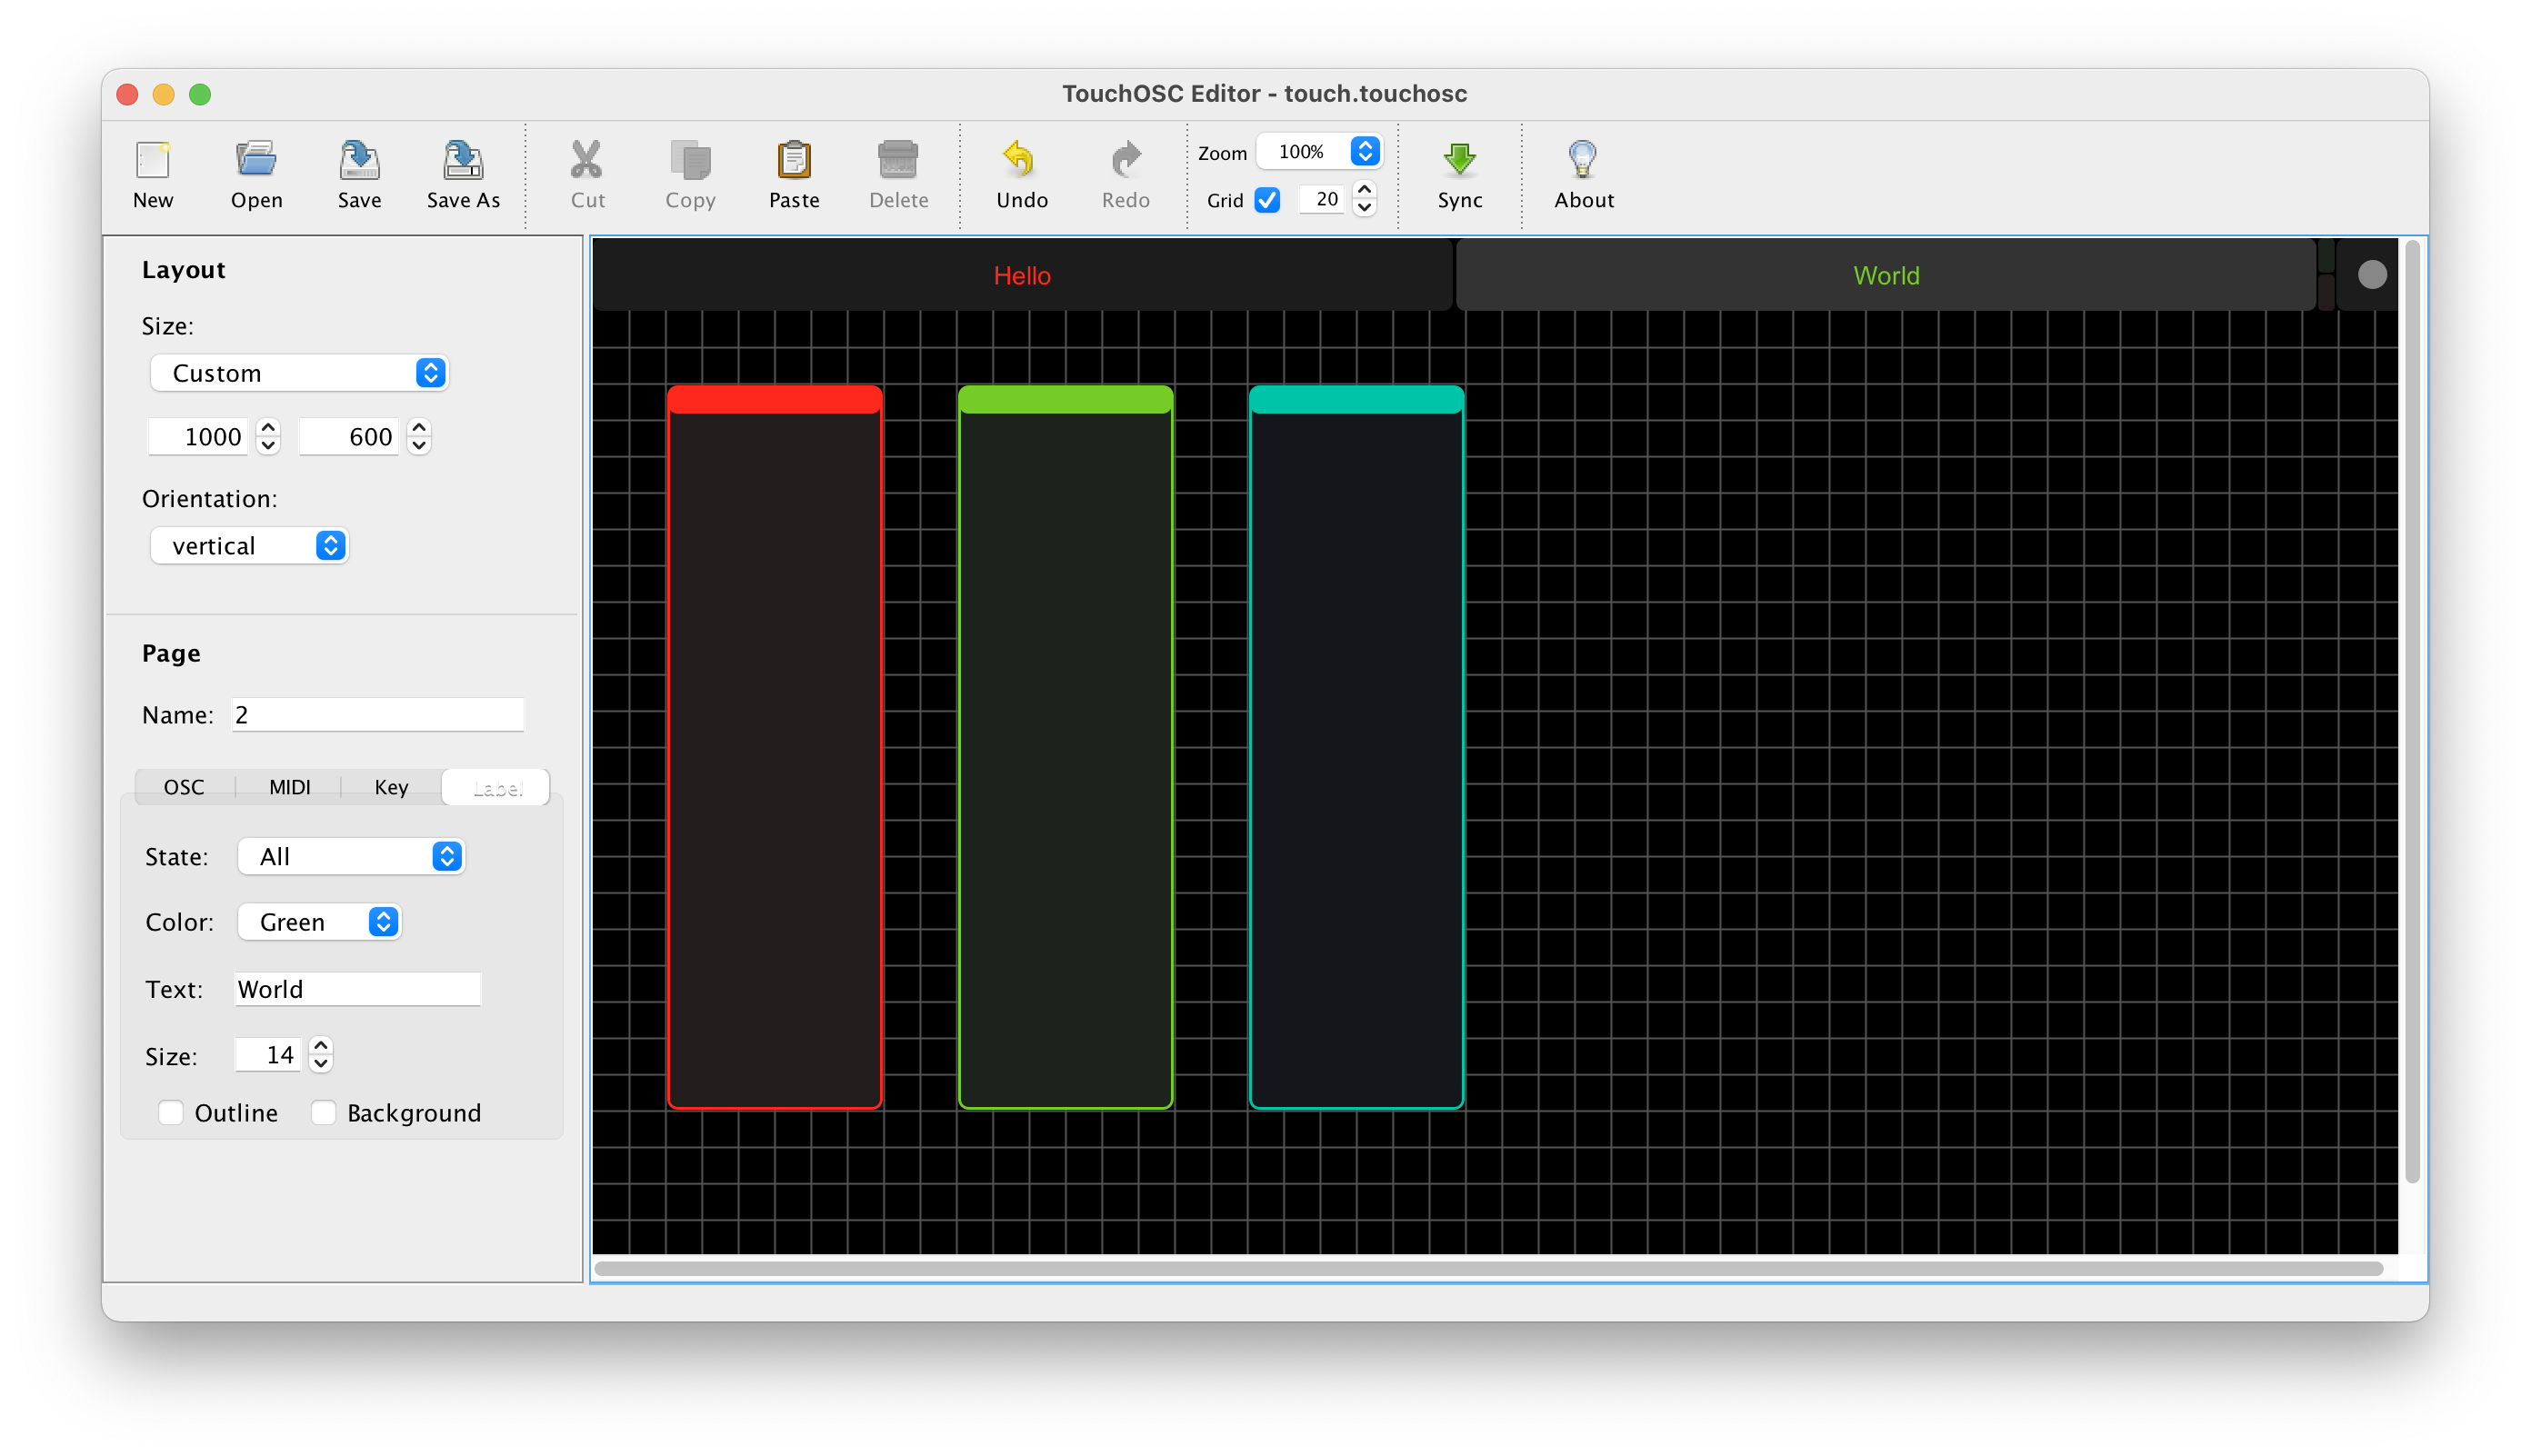 TouchOSC Editor - touch.touchosc
New Open Save Save As Cut Copy Paste Delete Undo Redo Zoom 100% Grid 20 Sync About
Layout
Size:
Custom
1000 600
Orientation:
vertical
Page
Name: 2
OSC MIDI Key Label
State: All
Color: Green
Text: World
Size: 14
Outline Background
Hello World